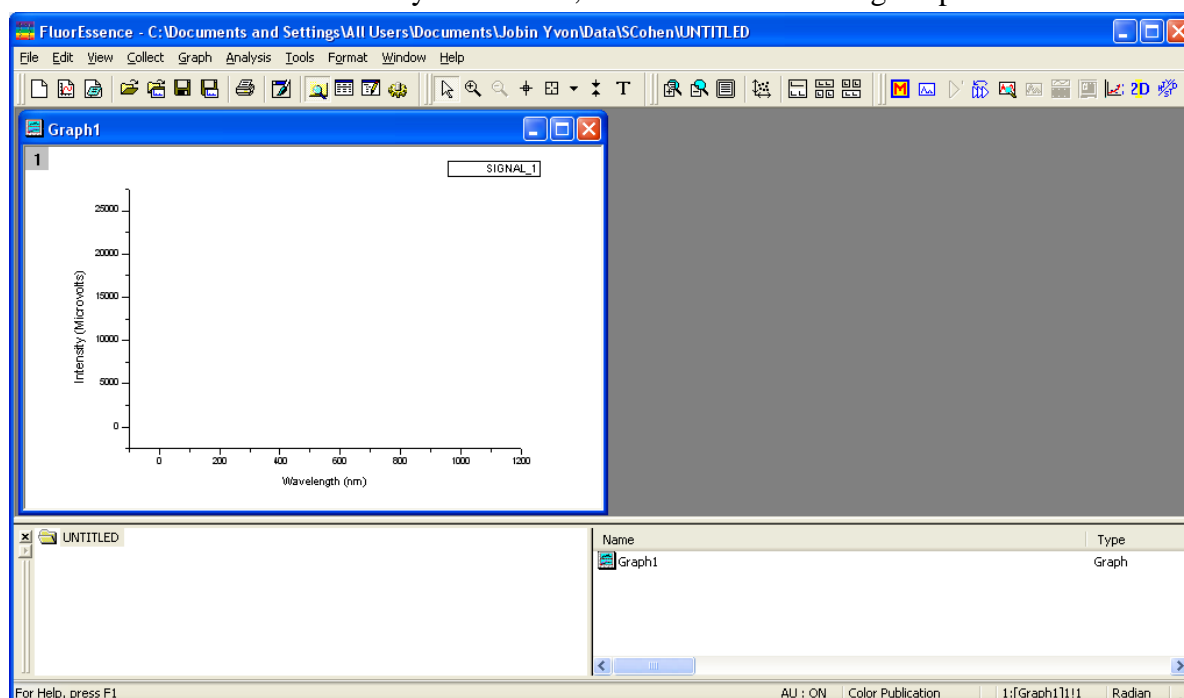 FluorEssence - C:\Documents and Settings\All Users\Documents\Jobin Yvon\Data\SCohen\UNTITLED
File Edit View Collect Graph Analysis Tools Format Window Help
T M 2D
Graph1
1
SIGNAL_1
25000
20000
15000
10000
5000
0
Intensity (Microvolts)
0 200 400 600 800 1000 1200
Wavelength (nm)
UNTITLED
Name Type
Graph1 Graph
For Help, press F1 AU : ON Color Publication 1:[Graph1]1!1 Radian